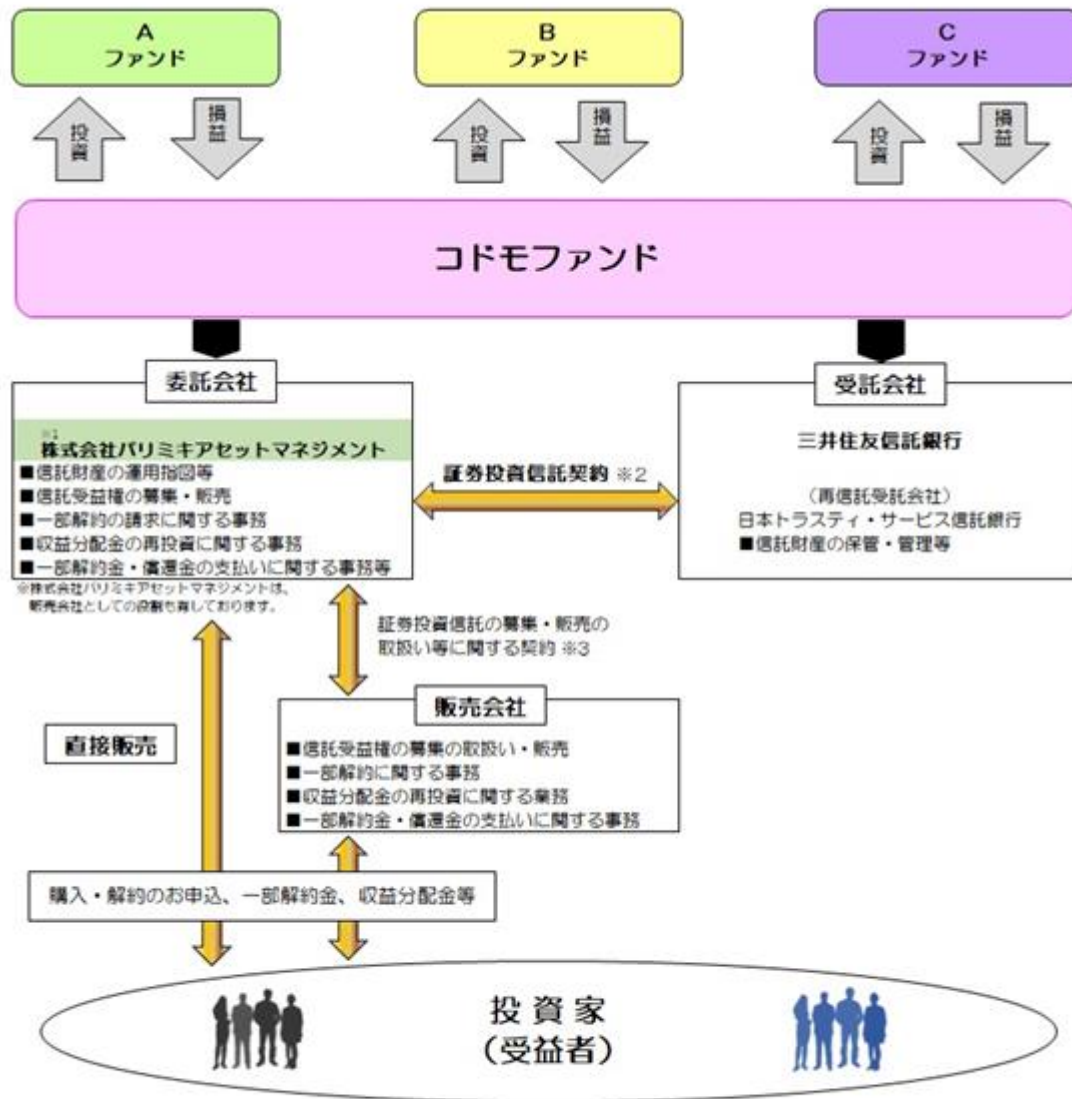 A
ファンド
B
ファンド
C
ファンド
投資
損益
投資
損益
投資
損益
コドモファンド
委託会社
※1
株式会社パリミキアセットマネジメント
■信託財産の運用指図等
■信託受益権の募集・販売
■一部解約の請求に関する事務
■収益分配金の再投資に関する事務
■一部解約金・償還金の支払いに関する事務等
※株式会社パリミキアセットマネジメントは、
販売会社としての役割も有しております。
証券投資信託契約 ※2
受託会社
三井住友信託銀行
(再信託受託会社)
日本トラスティ・サービス信託銀行
■信託財産の保管・管理等
証券投資信託の募集・販売の
取扱い等に関する契約 ※3
直接販売
販売会社
■信託受益権の募集の取扱い・販売
■一部解約に関する事務
■収益分配金の再投資に関する業務
■一部解約金・償還金の支払いに関する事務
購入・解約のお申込、一部解約金、収益分配金等
投資家
(受益者)